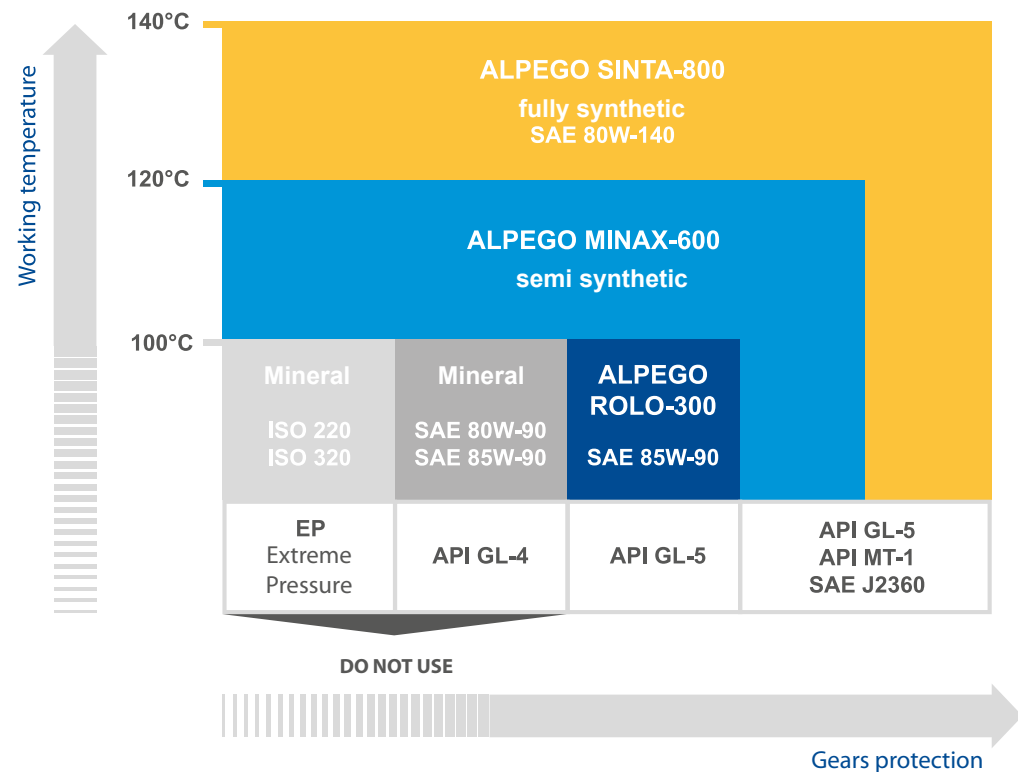 140°C
ALPEGO SINTA-800
fully synthetic
SAE 80W-140
Working temperature
120°C
ALPEGO MINAX-600
semi synthetic
100°C
Mineral
ISO 220
ISO 320
Mineral
SAE 80W-90
SAE 85W-90
ALPEGO
ROLO-300
SAE 85W-90
EP
Extreme
Pressure
API GL-4
API GL-5
API GL-5
API MT-1
SAE J2360
DO NOT USE
Gears protection